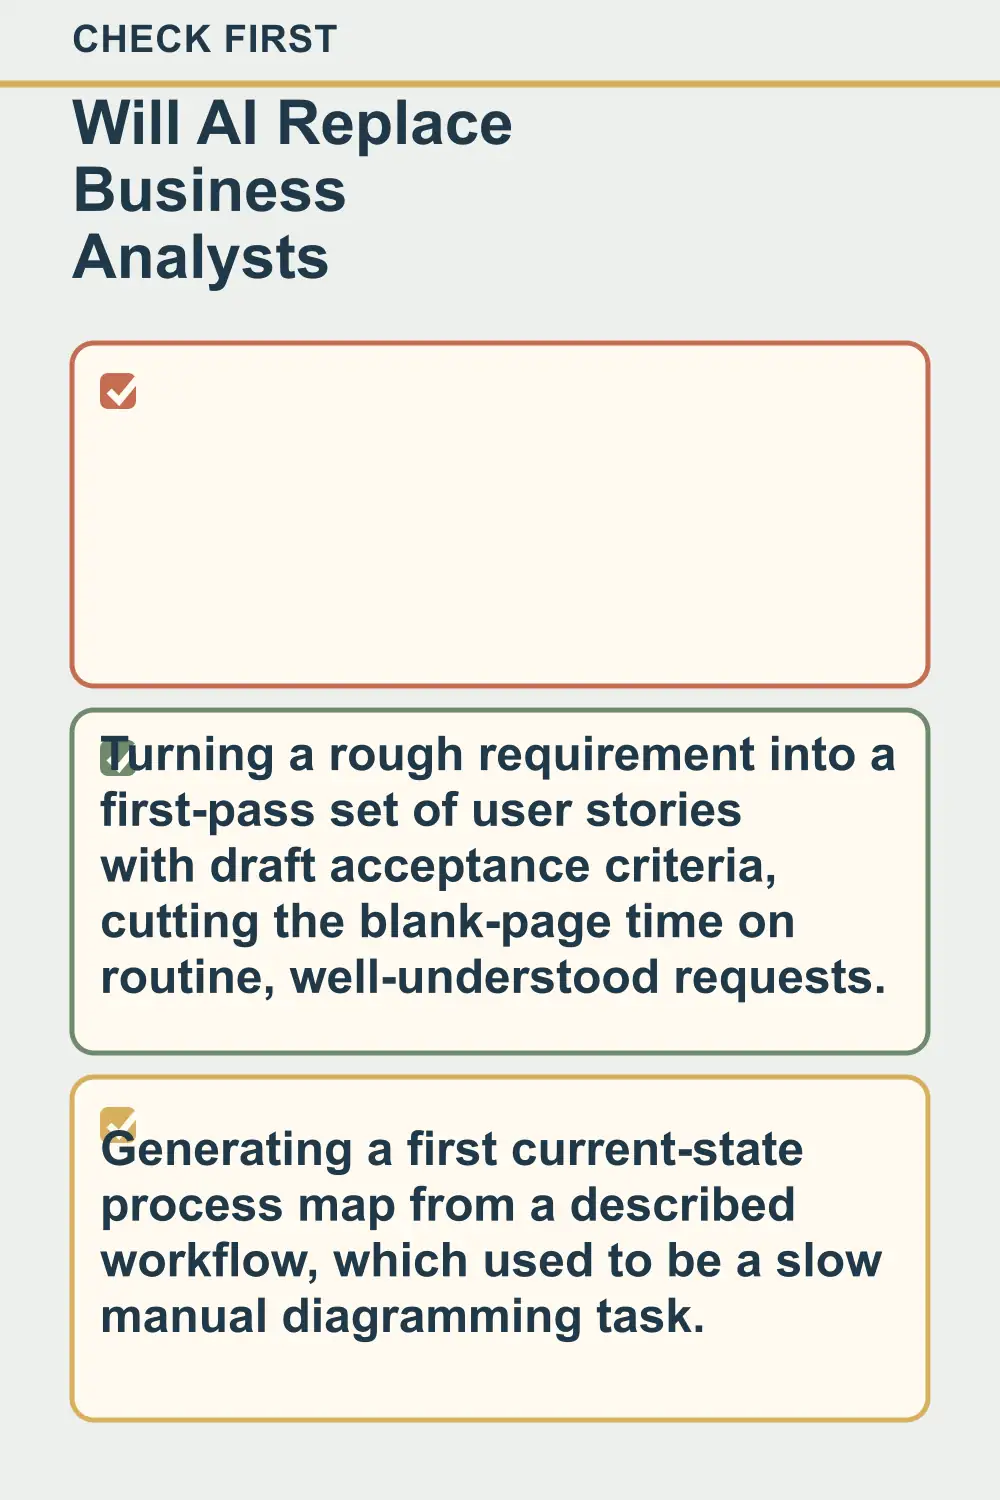 CHECK FIRST
Will AI Replace
Business
Analysts
Turning a rough requirement into a
first-pass set of user stories
with draft acceptance criteria,
cutting the blank-page time on
routine, well-understood requests.
Generating a first current-state
process map from a described
workflow, which used to be a slow
manual diagramming task.